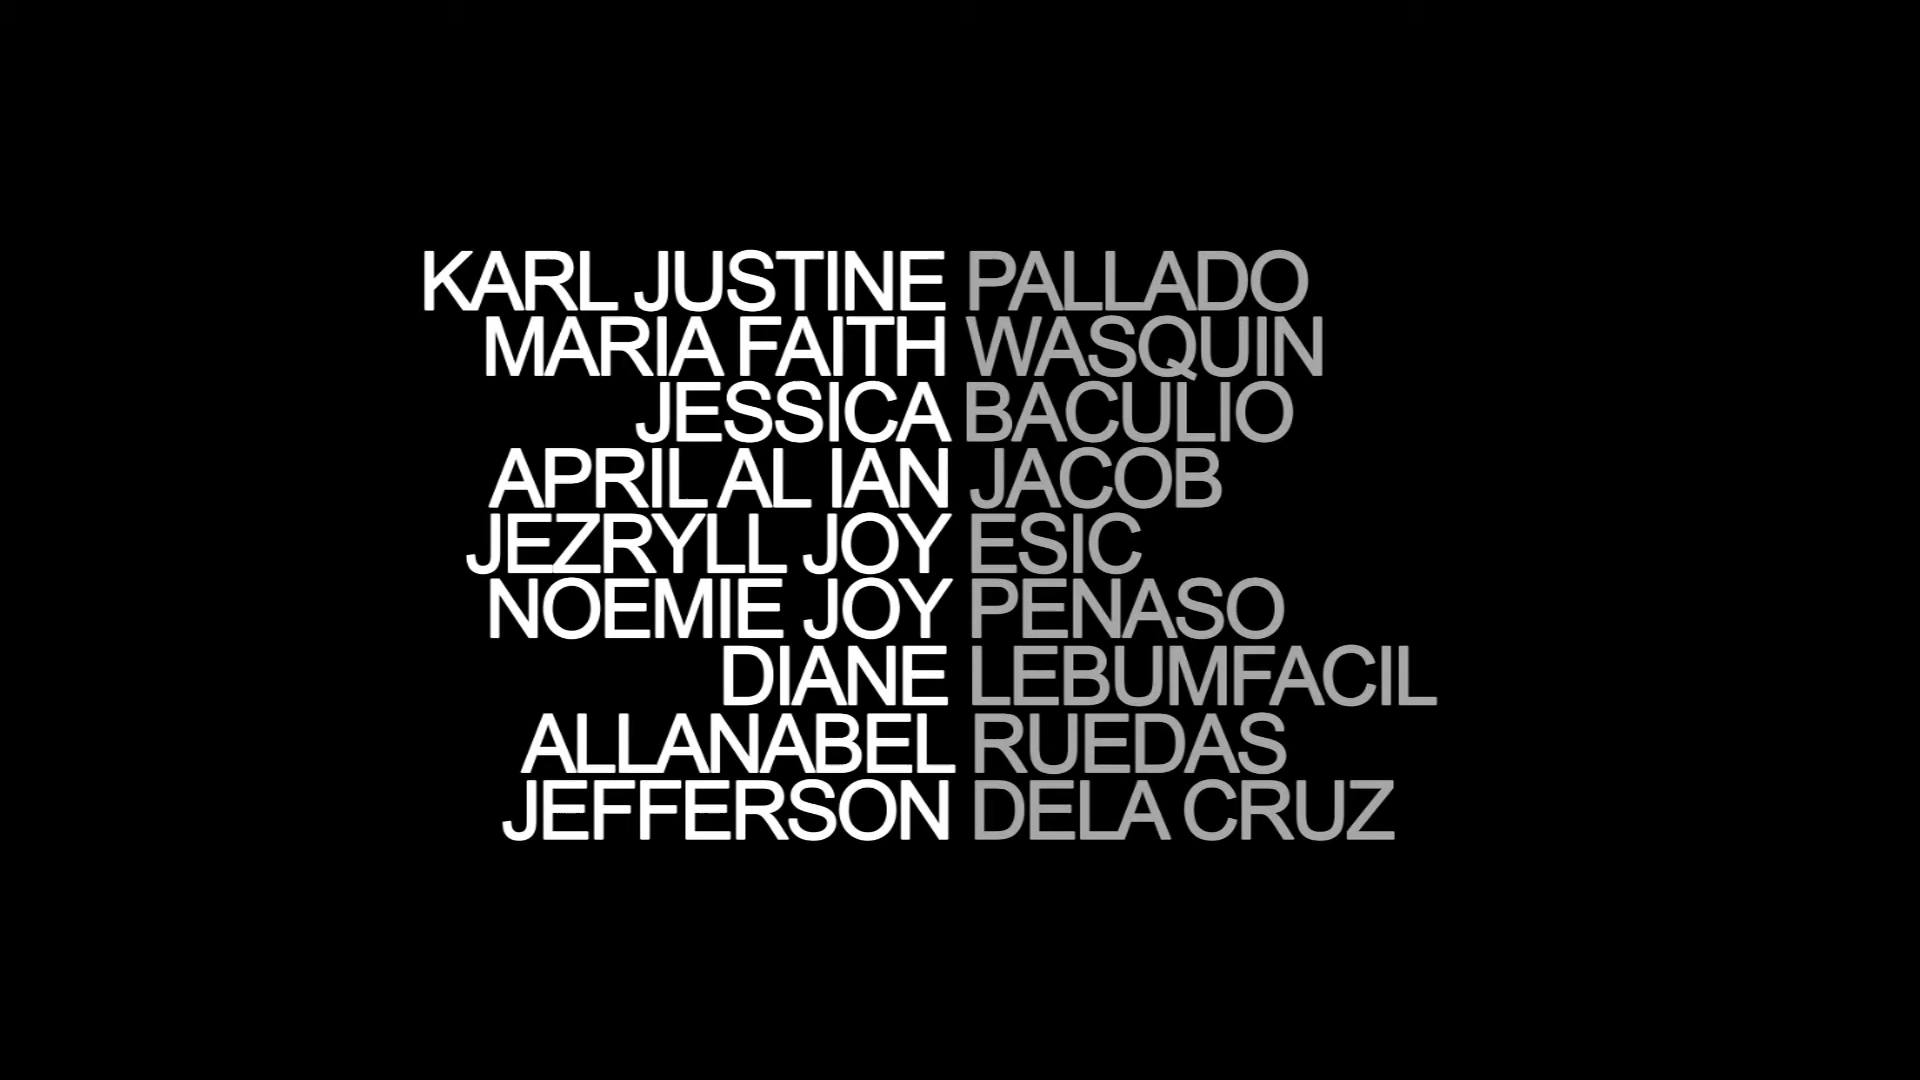 KARL JUSTINE PALLADO
MARIA FAITH WASQUIN
JESSICA BACULIO
APRIL AL IAN JACOB
JEZRYLL JOY ESIC
NOEMIE JOY PENASO
DIANE LEBUMFACIL
ALLANABEL RUEDAS
JEFFERSON DELA CRUZ